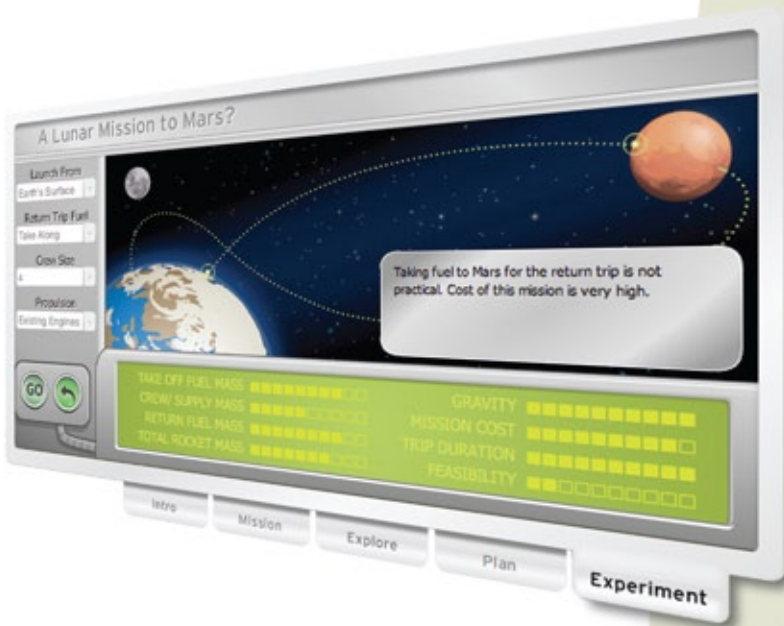 A Lunar Mission to Mars?
Launch From
Earth's Surface
Return Trip Fuel
Take Along
Crew Size
4
Propulsion
Existing Engines
GO
Taking fuel to Mars for the return trip is not
practical. Cost of this mission is very high.
TAKE OFF FUEL MASS
CREW/ SUPPLY MASS
RETURN FUEL MASS
TOTAL ROCKET MASS
GRAVITY
MISSION COST
TRIP DURATION
FEASIBILITY
Intro
Mission
Explore
Plan
Experiment